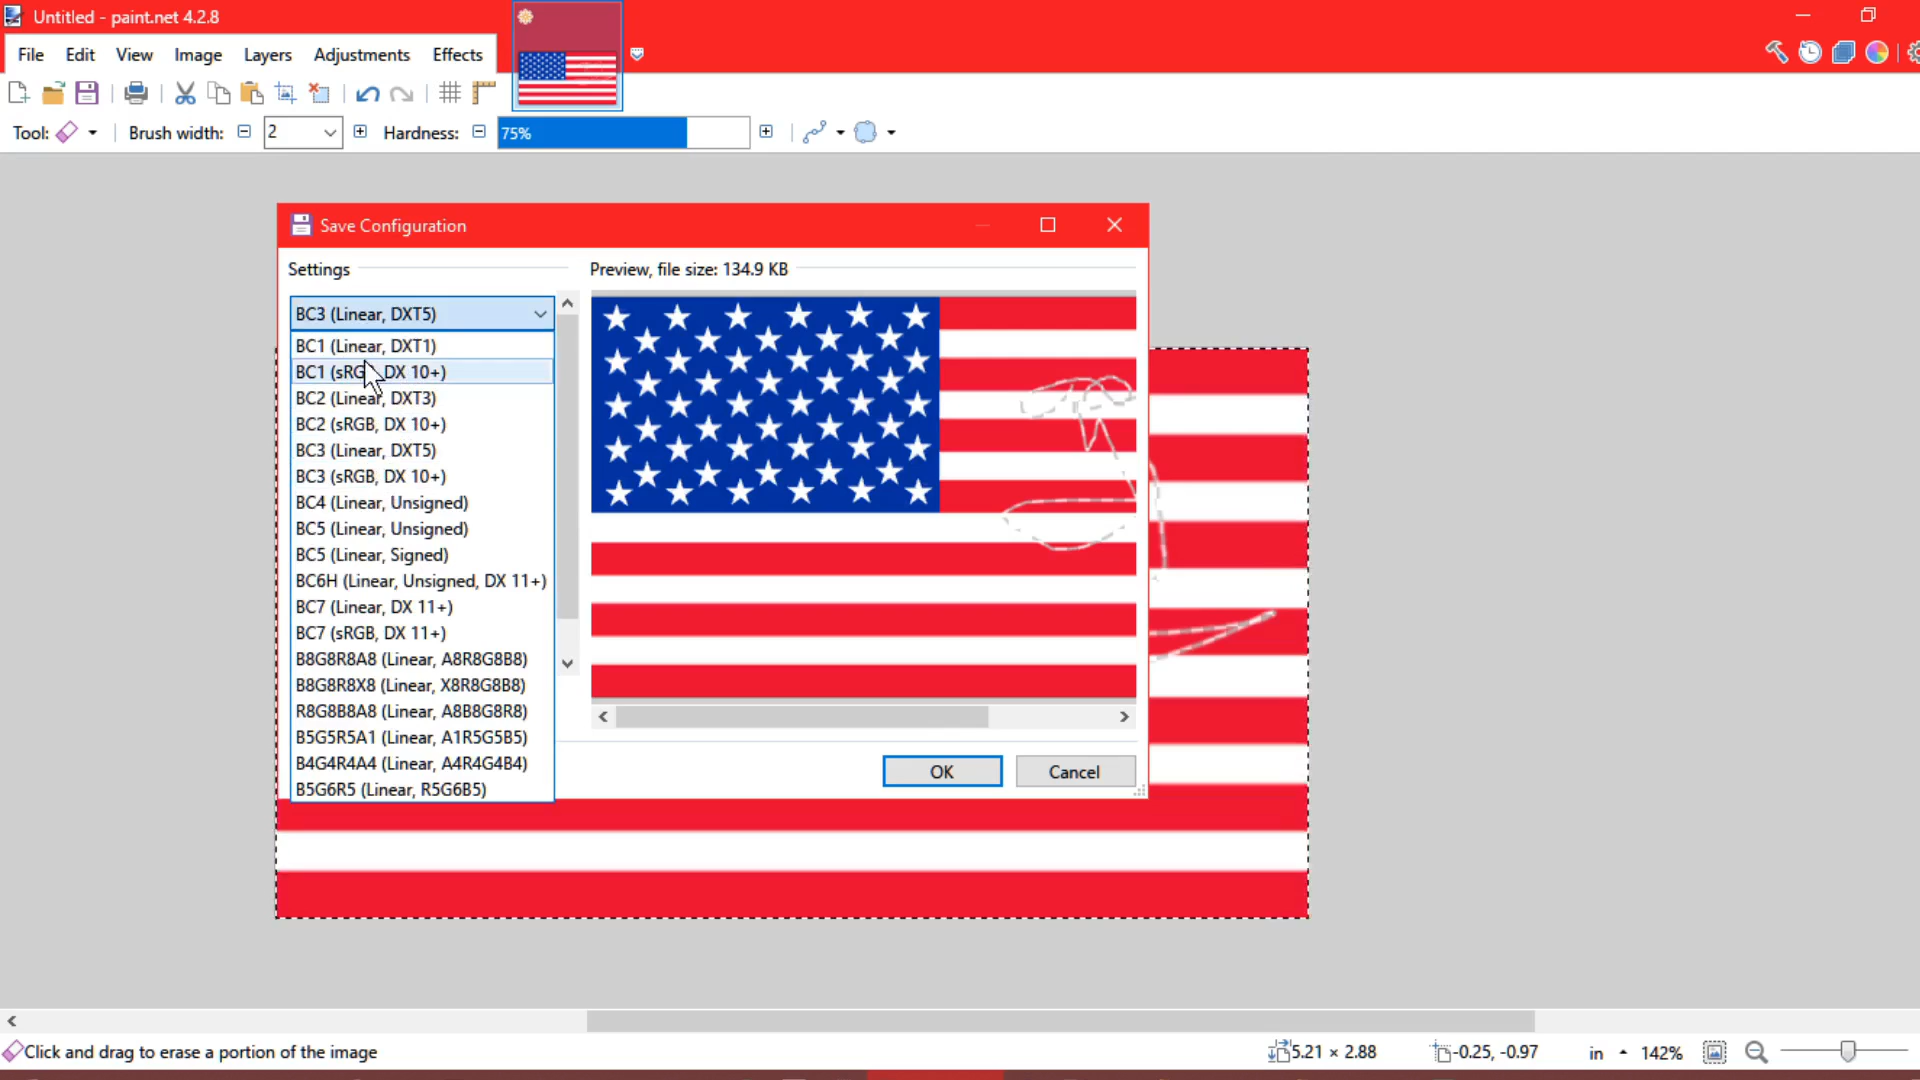 Untitled - paint.net 4.2.8
File Edit View Image Layers Adjustments Effects
Tool: Brush width: 2 Hardness: 75%
Save Configuration
Settings
Preview, file size: 134.9 KB
BC3 (Linear, DXT5)
BC1 (Linear, DXT1)
BC1 (sRGB, DX 10+)
BC2 (Linear, DXT3)
BC2 (sRGB, DX 10+)
BC3 (Linear, DXT5)
BC3 (sRGB, DX 10+)
BC4 (Linear, Unsigned)
BC5 (Linear, Unsigned)
BC5 (Linear, Signed)
BC6H (Linear, Unsigned, DX 11+)
BC7 (Linear, DX 11+)
BC7 (sRGB, DX 11+)
B8G8R8A8 (Linear, A8R8G8B8)
B8G8R8X8 (Linear, X8R8G8B8)
R8G8B8A8 (Linear, A8B8G8R8)
B5G5R5A1 (Linear, A1R5G5B5)
B4G4R4A4 (Linear, A4R4G4B4)
B5G6R5 (Linear, R5G6B5)
OK Cancel
Click and drag to erase a portion of the image 5.21 × 2.88 -0.25, -0.97 in 142%